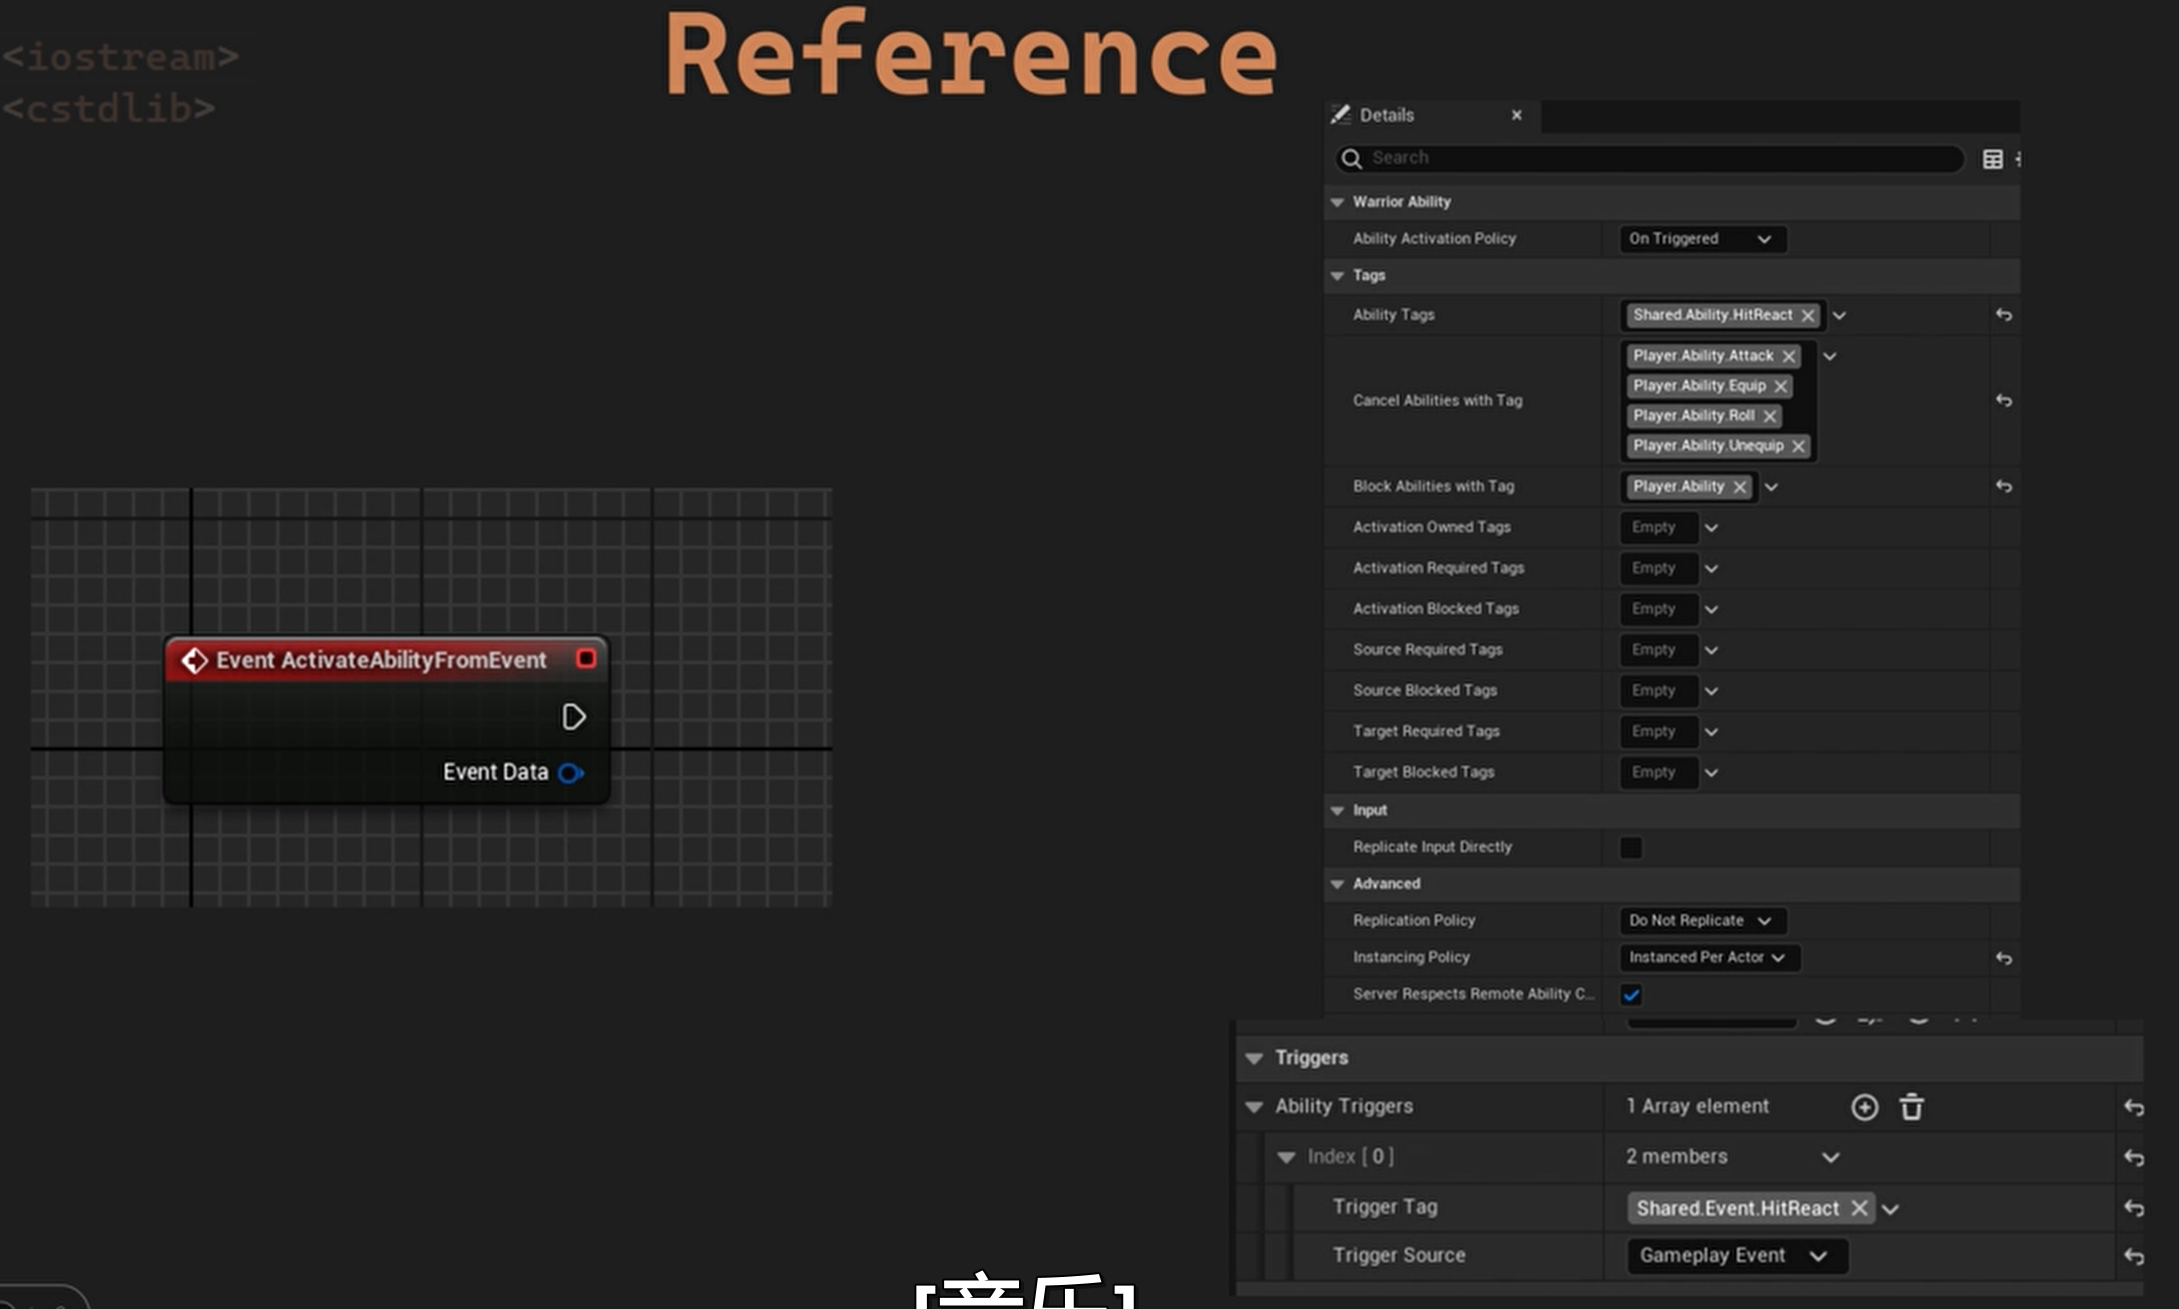 Reference
<iostream>
<cstdlib>
Event ActivateAbilityFromEvent
Event Data
Details
Search
Warrior Ability
Ability Activation Policy On Triggered
Tags
Ability Tags Shared.Ability.HitReact
Cancel Abilities with Tag
Player.Ability.Attack
Player.Ability.Equip
Player.Ability.Roll
Player.Ability.Unequip
Block Abilities with Tag Player.Ability
Activation Owned Tags Empty
Activation Required Tags Empty
Activation Blocked Tags Empty
Source Required Tags Empty
Source Blocked Tags Empty
Target Required Tags Empty
Target Blocked Tags Empty
Input
Replicate Input Directly
Advanced
Replication Policy Do Not Replicate
Instancing Policy Instanced Per Actor
Server Respects Remote Ability C...
Triggers
Ability Triggers 1 Array element
Index [ 0 ] 2 members
Trigger Tag Shared.Event.HitReact
Trigger Source Gameplay Event
[音乐]